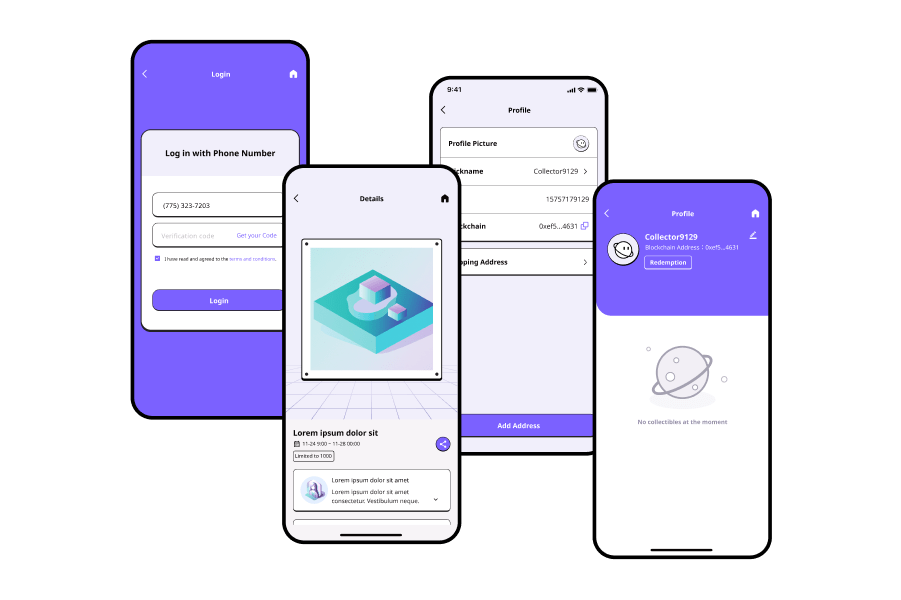 Login
Log in with Phone Number
(775) 323-7203
Verification code
Get your Code
I have read and agreed to the terms and conditions.
Login
Details
Lorem ipsum dolor sit
11-24 9:00 ~ 11-28 00:00
Limited to 1000
Lorem ipsum dolor sit amet
Lorem ipsum dolor sit amet
consectetur. Vestibulum neque.
9:41
Profile
Profile Picture
ckname
Collector9129
15757179129
ckchain
0xef5...4631
ping Address
Add Address
Profile
Collector9129
Blockchain Address : 0xef5...4631
Redemption
No collectibles at the moment